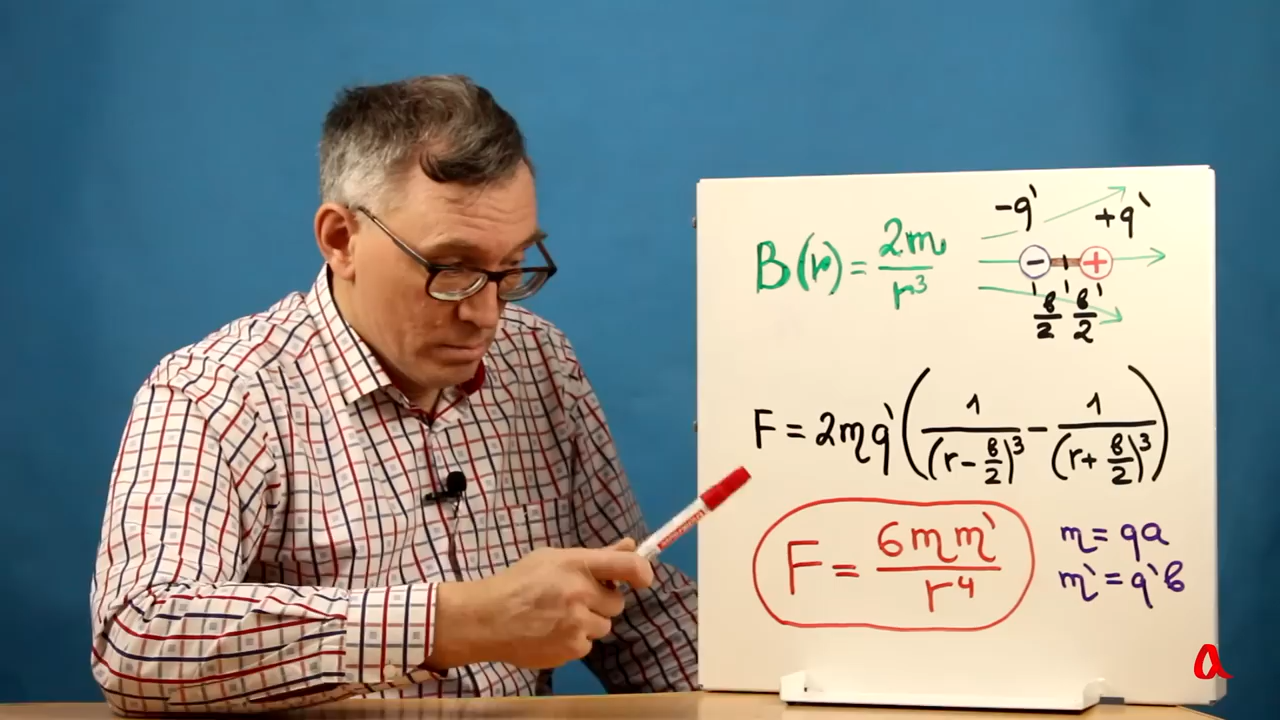 B(r) = 2m/r³
-q` +q`
- +
в/2 в/2
F = 2mq`(1/(r - в/2)³ - 1/(r + в/2)³)
F = 6mm`/r⁴
m = qa
m` = q`в
a